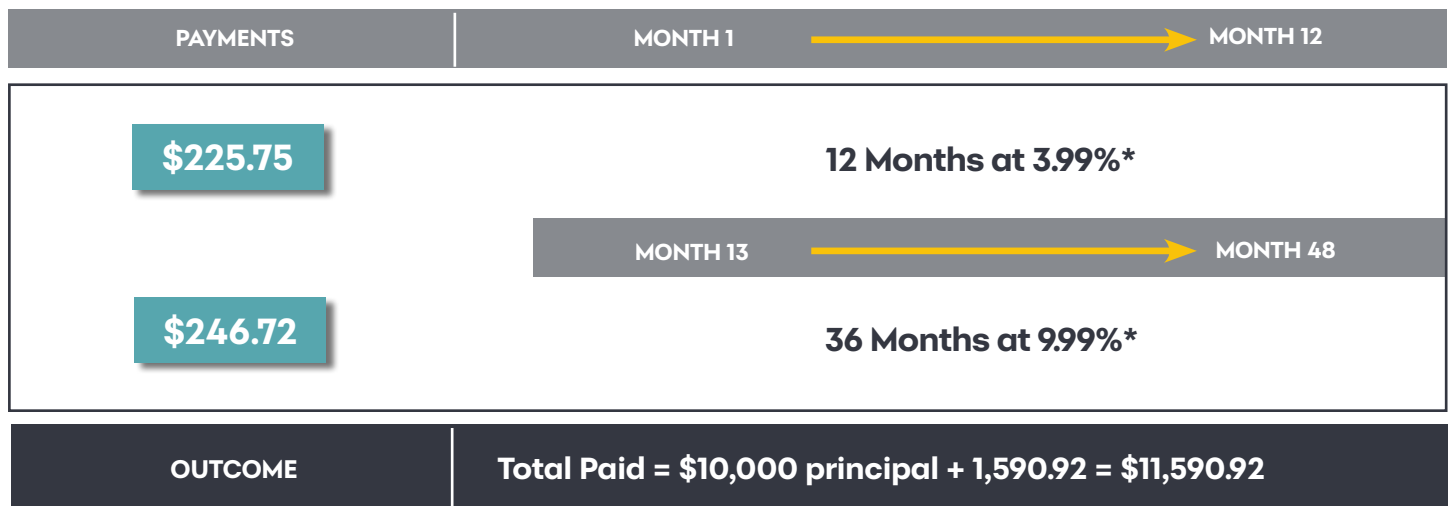 PAYMENTS MONTH 1 MONTH 12
$225.75 12 Months at 3.99%*
MONTH 13 MONTH 48
$246.72 36 Months at 9.99%*
OUTCOME Total Paid = $10,000 principal + 1,590.92 = $11,590.92